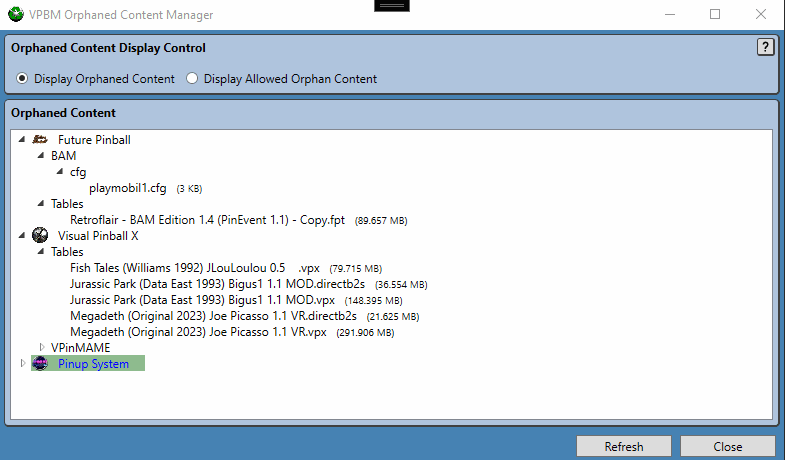 VPBM Orphaned Content Manager
Orphaned Content Display Control
?
Display Orphaned Content Display Allowed Orphan Content
Orphaned Content
Future Pinball
BAM
cfg
playmobil1.cfg (3 KB)
Tables
Retroflair - BAM Edition 1.4 (PinEvent 1.1) - Copy.fpt (89.657 MB)
Visual Pinball X
Tables
Fish Tales (Williams 1992) JLouLoulou 0.5 .vpx (79.715 MB)
Jurassic Park (Data East 1993) Bigus1 1.1 MOD.directb2s (36.554 MB)
Jurassic Park (Data East 1993) Bigus1 1.1 MOD.vpx (148.395 MB)
Megadeth (Original 2023) Joe Picasso 1.1 VR.directb2s (21.625 MB)
Megadeth (Original 2023) Joe Picasso 1.1 VR.vpx (291.906 MB)
VPinMAME
Pinup System
Refresh Close